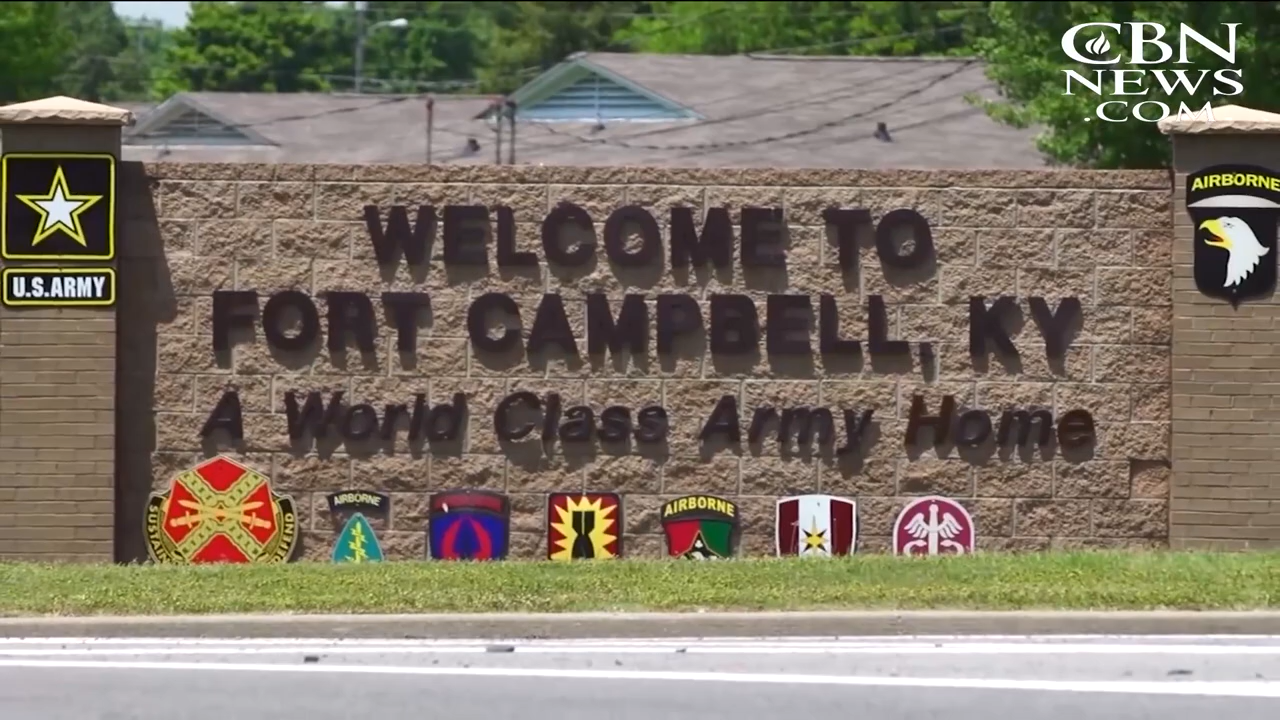 CBN
NEWS
.COM
AIRBORNE
U.S.ARMY
WELCOME TO
FORT CAMPBELL, KY
A World Class Army Home
AIRBORNE
AIRBORNE